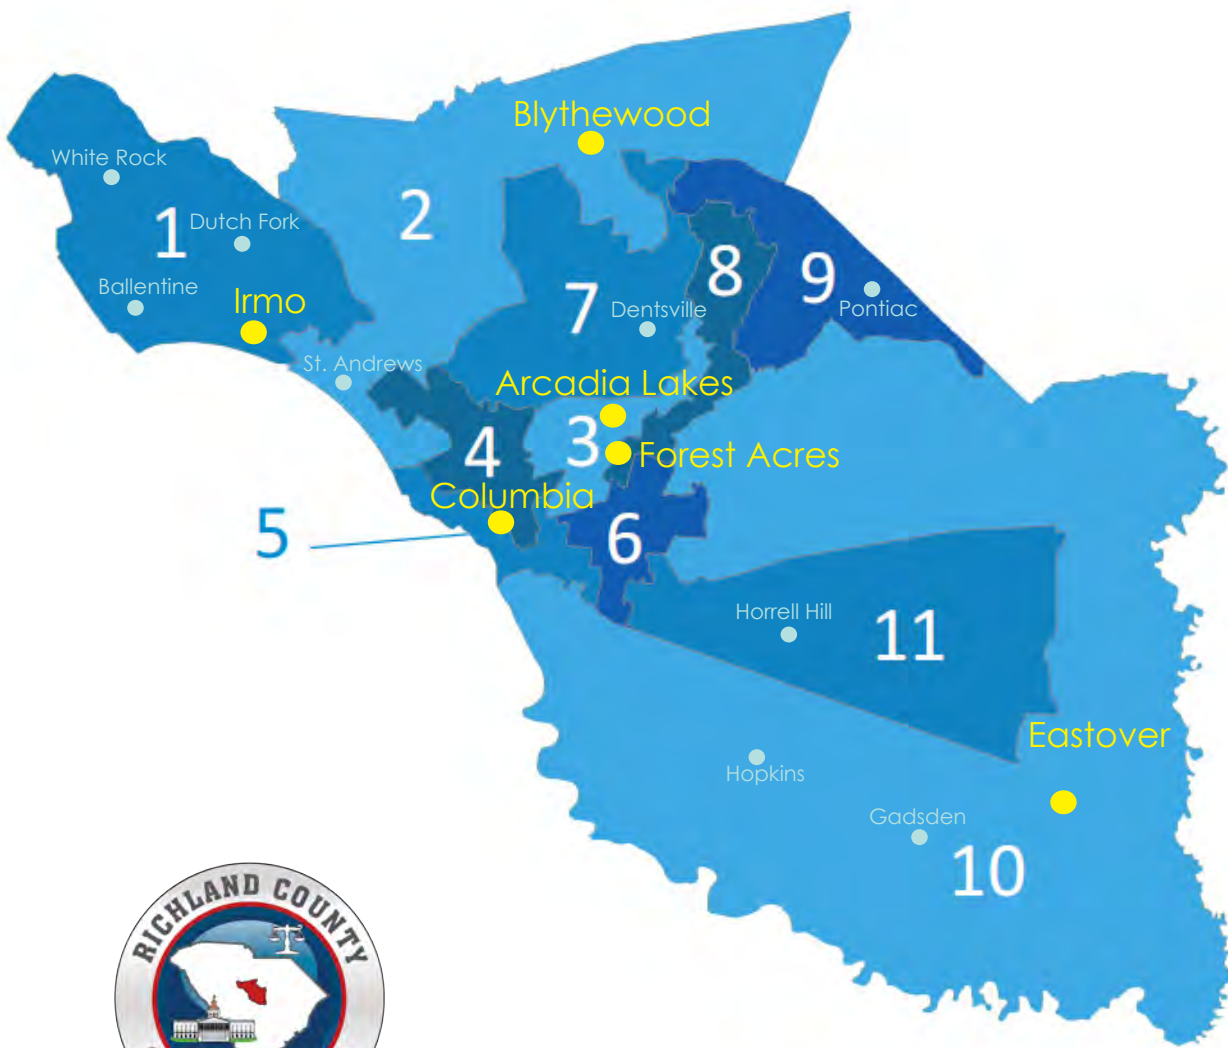 Blythewood
White Rock
1
Dutch Fork
2
8
9
Ballentine
Irmo
7
Dentsville
Pontiac
St. Andrews
Arcadia Lakes
3
4
Forest Acres
Columbia
5
6
Horrell Hill
11
Eastover
Hopkins
Gadsden
10
RICHLAND COUNTY